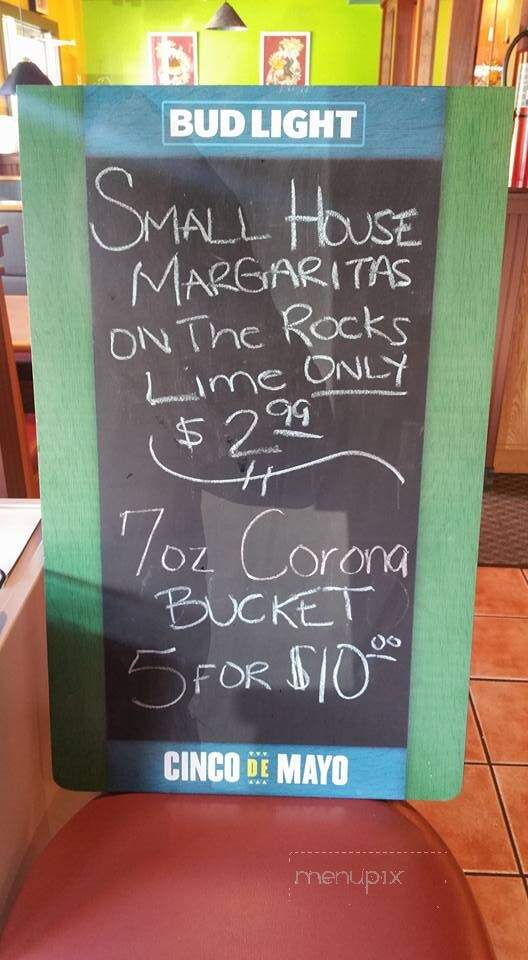 BUD LIGHT
SMALL HOUSE
MARGARITAS
ON The ROCKS
Lime ONLY
$ 2.99
7oz Corona
BUCKET
5 FOR $10.00
CINCO DE MAYO
menupix